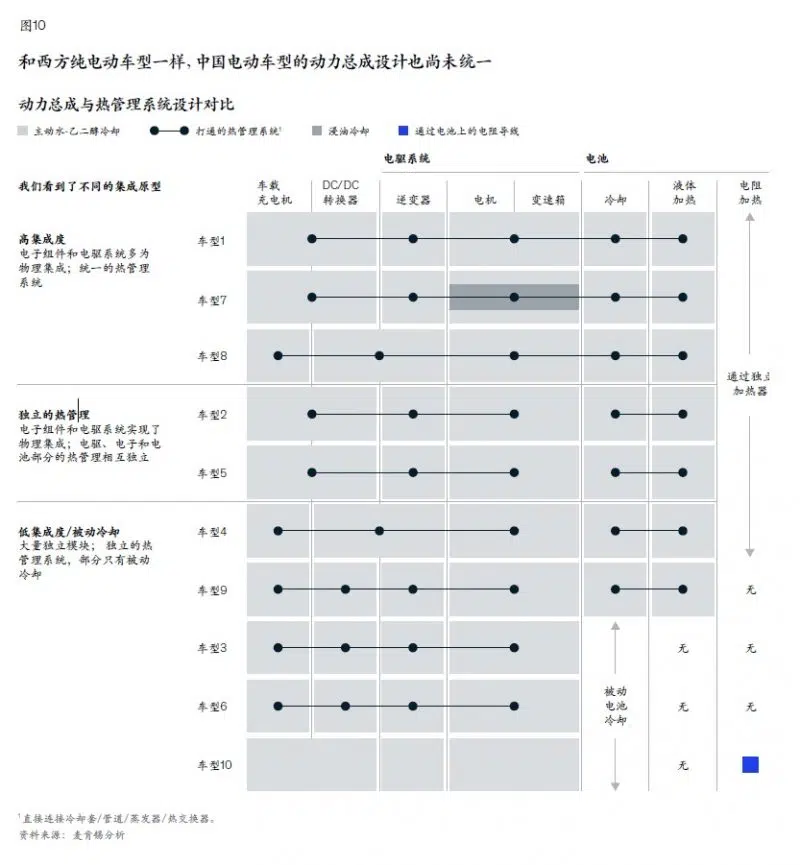 图10
和西方纯电动车型一样，中国电动车型的动力总成设计也尚未统一
动力总成与热管理系统设计对比
主动水-乙二醇冷却
打通的热管理系统¹
浸油冷却
通过电池上的电阻导线
电驱系统
电池
我们看到了不同的集成原型
车载
充电机
DC/DC
转换器
逆变器
电机
变速箱
冷却
液体
加热
电阻
加热
高集成度
电子组件和电驱系统多为
物理集成；统一的热管理
系统
车型1
车型7
车型8
通过独立
加热器
独立的热管理
电子组件和电驱系统实现了
物理集成；电驱、电子和电
池部分的热管理相互独立
车型2
车型5
低集成度/被动冷却
大量独立模块； 独立的热
管理系统，部分只有被动
冷却
车型4
车型9
无
车型3
无
无
被动
电池
冷却
车型6
无
无
车型10
无
¹直接连接冷却套/管道/蒸发器/热交换器。
资料来源：麦肯锡分析